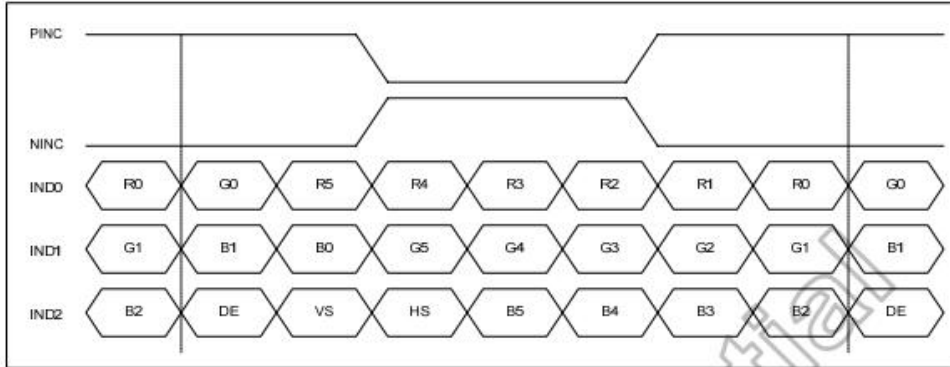 PINC
NINC
IND0 R0 G0 R5 R4 R3 R2 R1 R0 G0
IND1 G1 B1 B0 G5 G4 G3 G2 G1 B1
IND2 B2 DE VS HS B5 B4 B3 B2 DE
tial